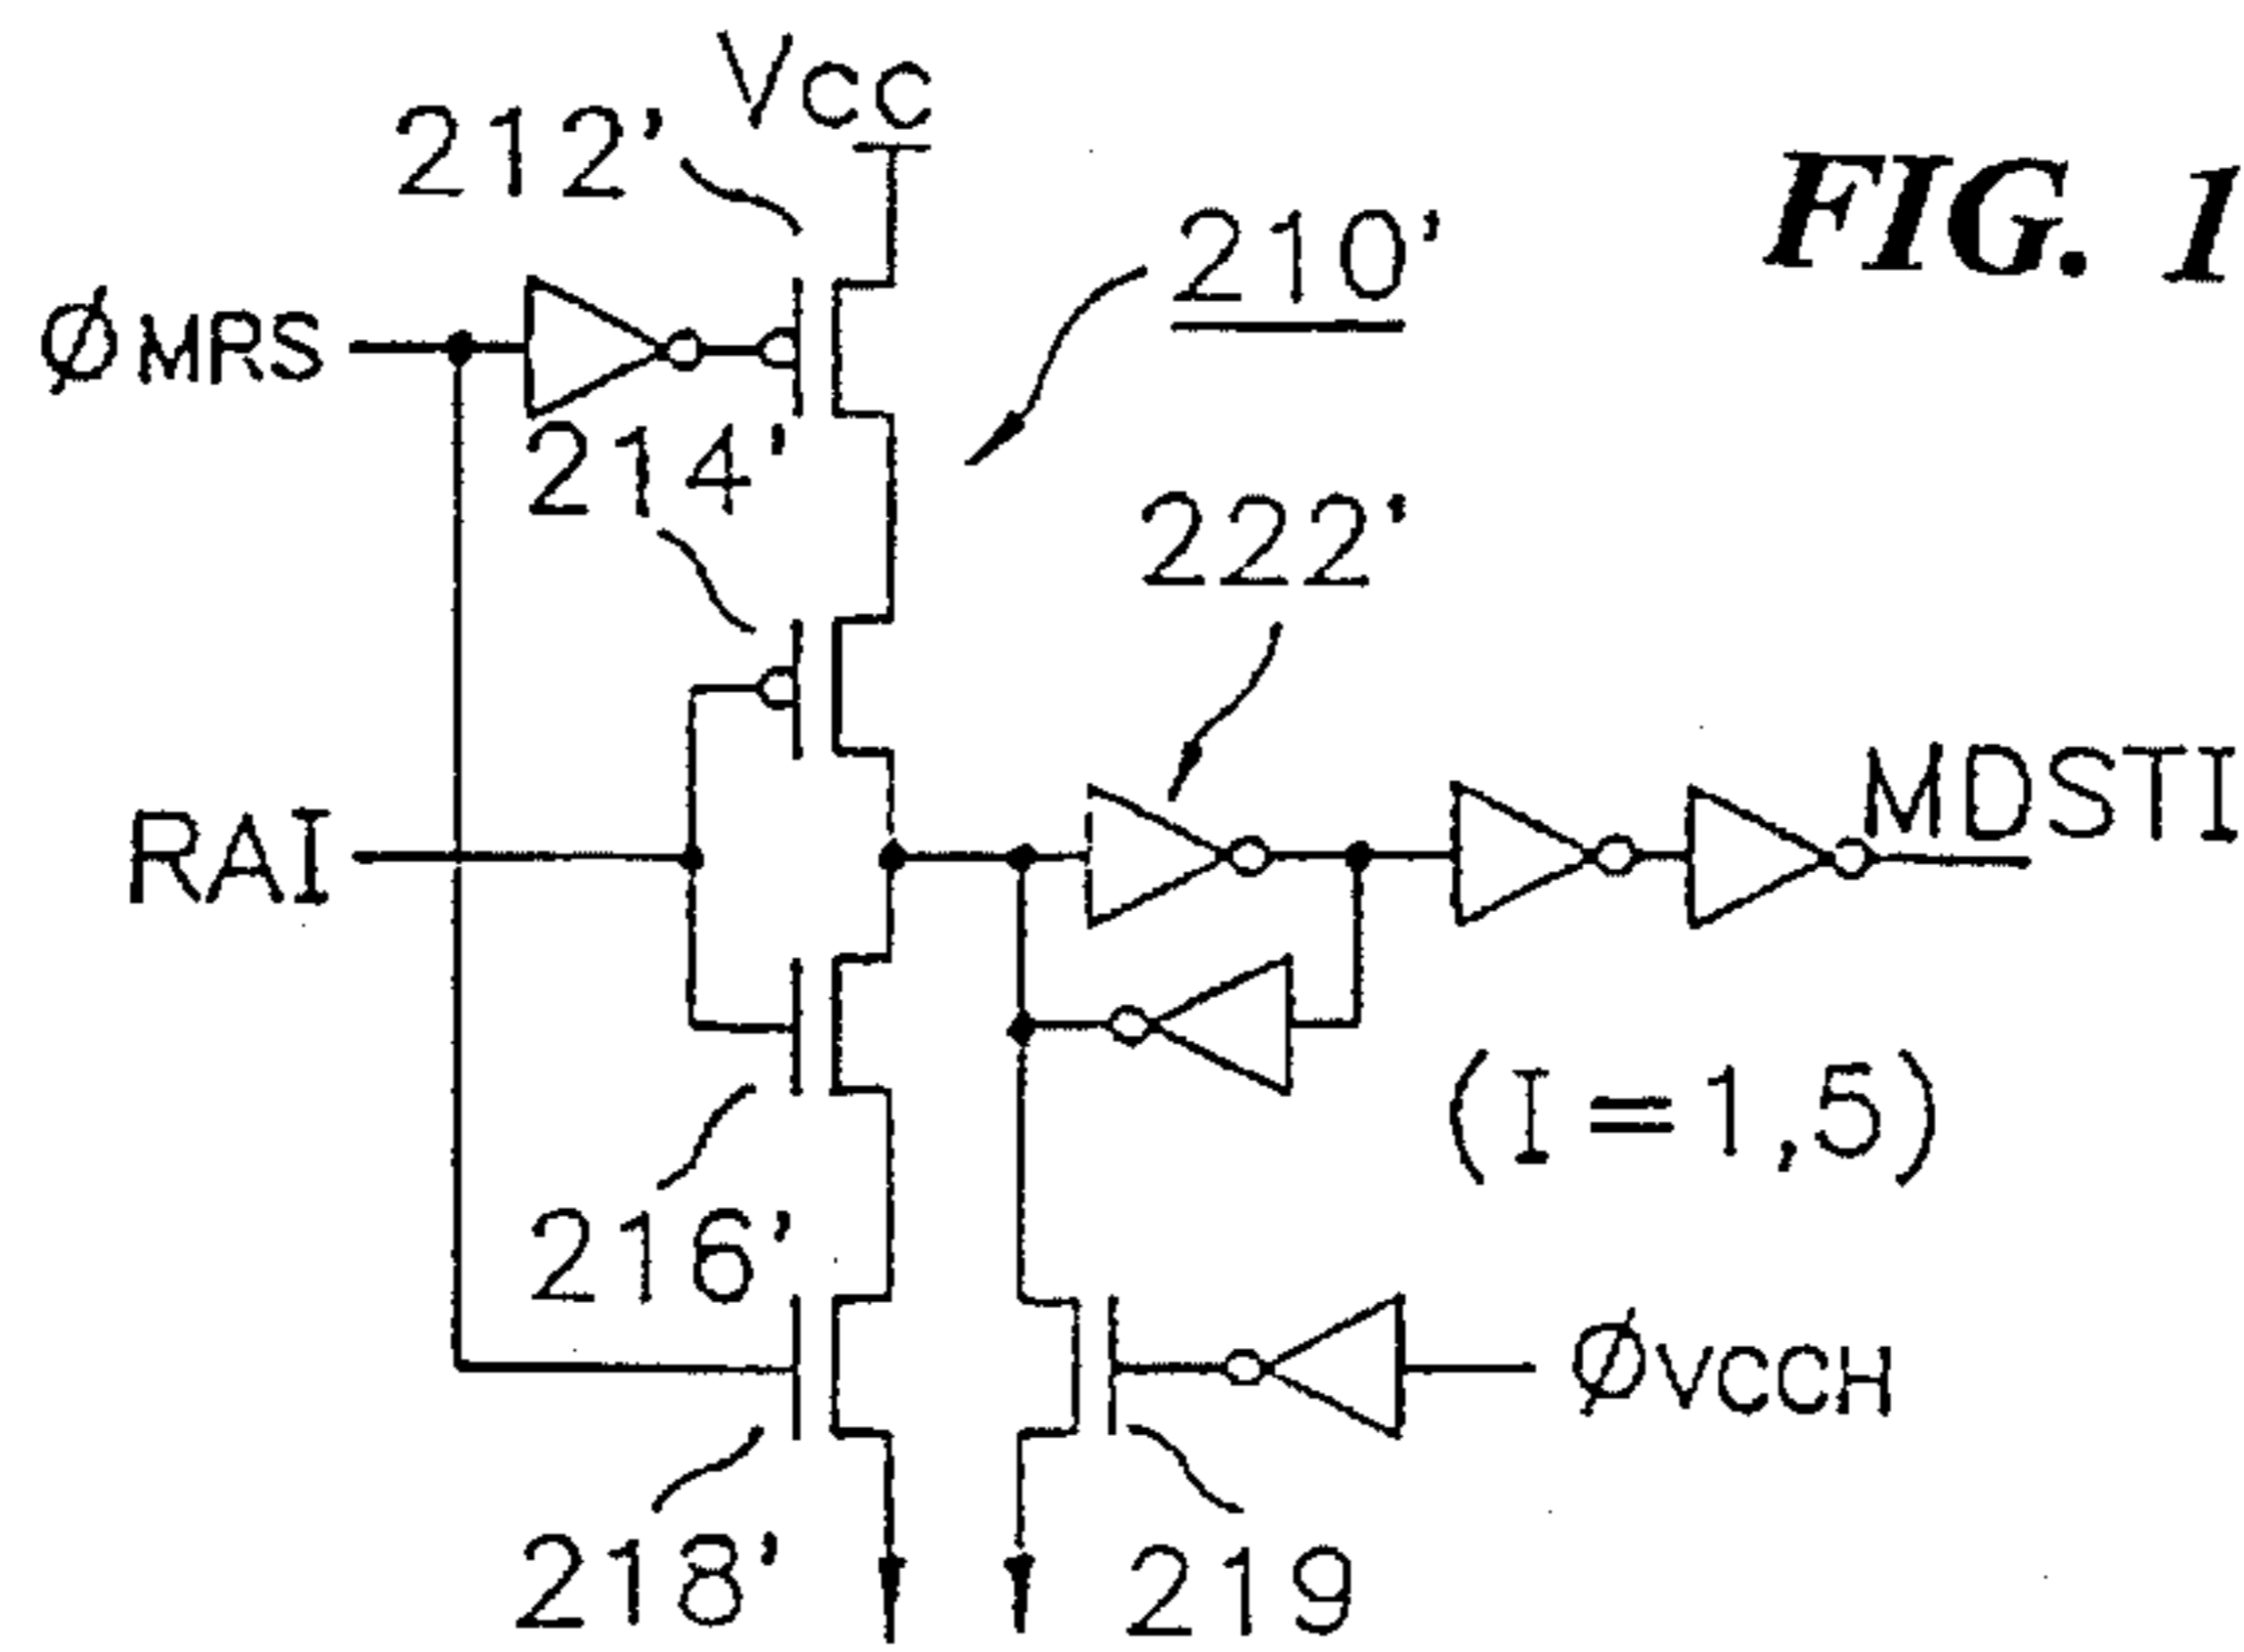 Vcc
212'
FIG. 1
210'
ØMRS
214'
222'
MDSTI
RAI
(I=1,5)
216'
ØVCCH
218'
219